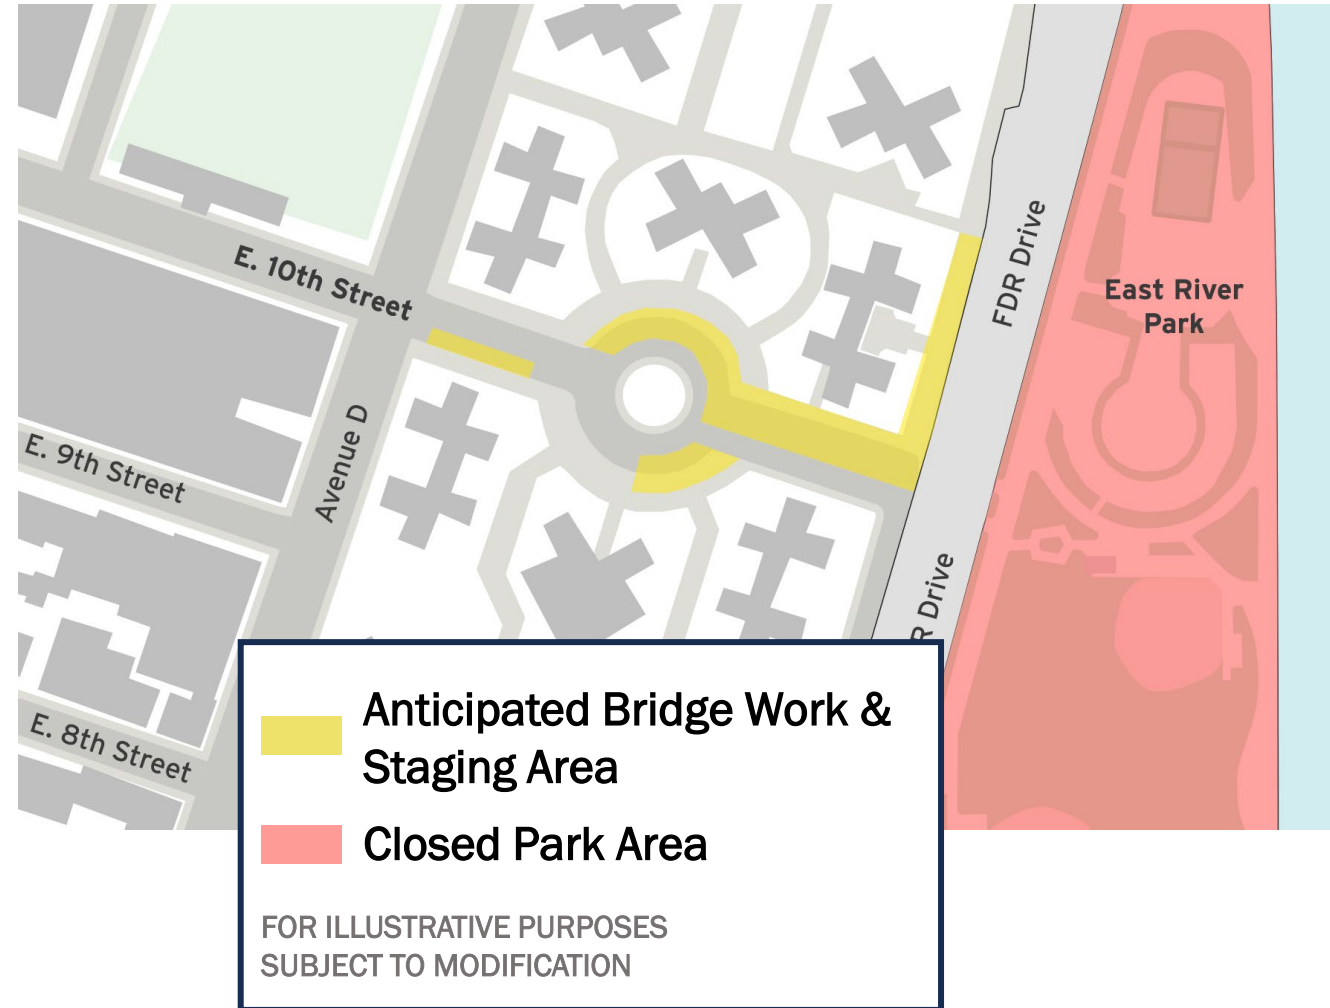 E. 10th Street
FDR Drive
East River
Park
Avenue D
E. 9th Street
R Drive
E. 8th Street
Anticipated Bridge Work &
Staging Area
Closed Park Area
FOR ILLUSTRATIVE PURPOSES
SUBJECT TO MODIFICATION